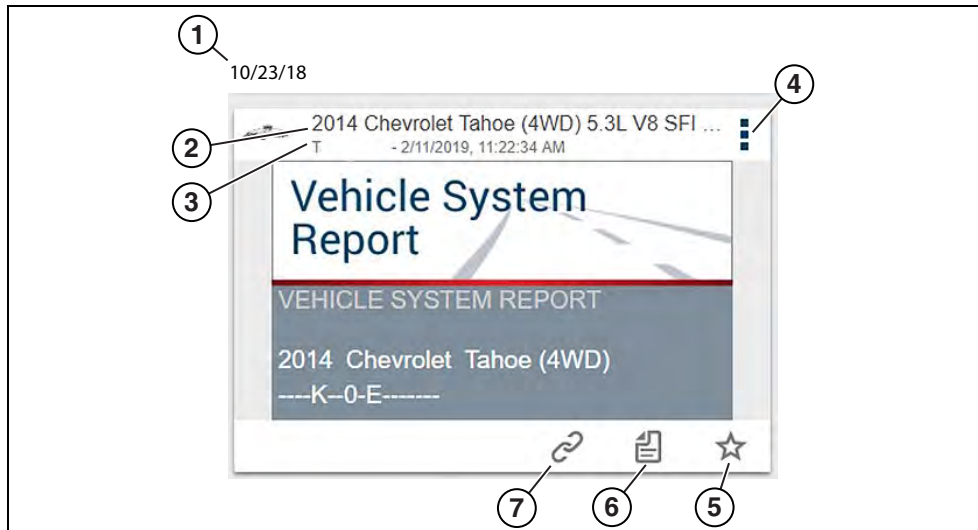 1
10/23/18
4
2014 Chevrolet Tahoe (4WD) 5.3L V8 SFI ...
2
T - 2/11/2019, 11:22:34 AM
3
Vehicle System
Report
VEHICLE SYSTEM REPORT
2014 Chevrolet Tahoe (4WD)
----K--0-E-------
7
6
5